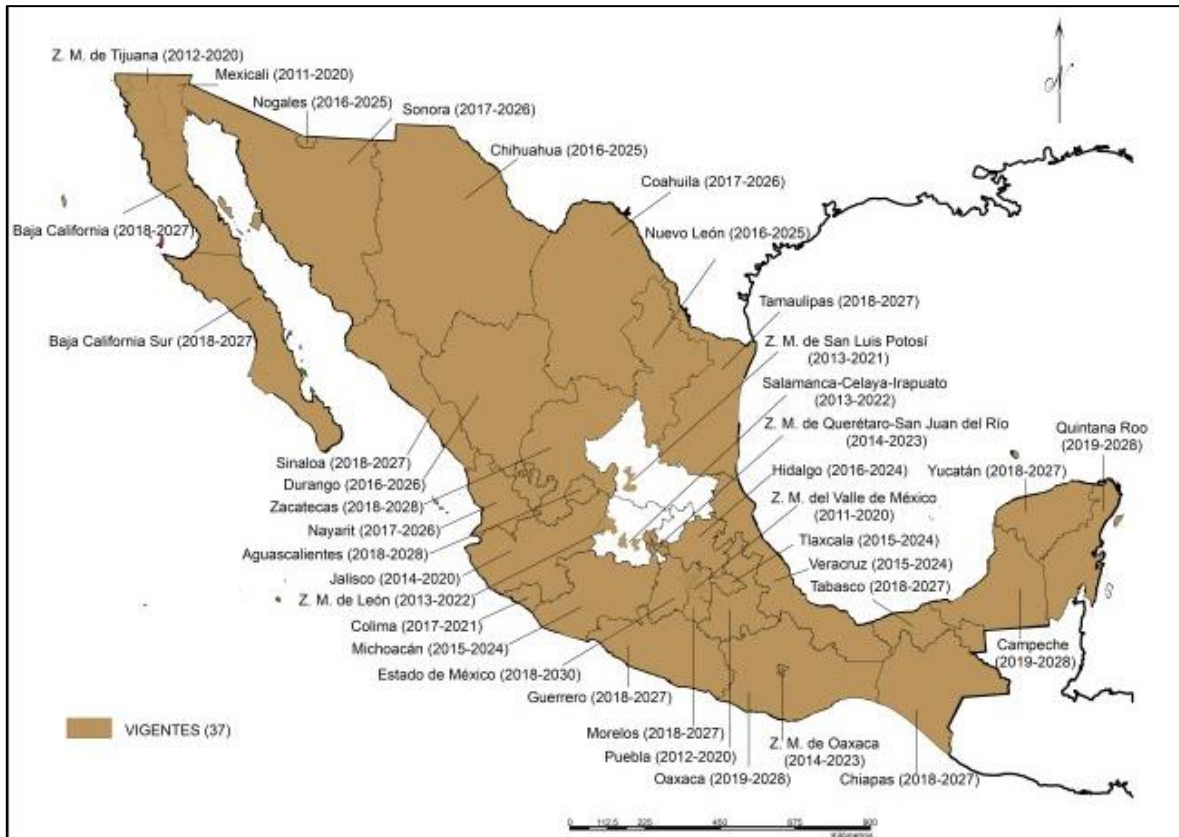 Z. M. de Tijuana (2012-2020)
Mexicali (2011-2020)
Nogales (2016-2025)
Sonora (2017-2026)
Chihuahua (2016-2025)
Coahuila (2017-2026)
Nuevo León (2016-2025)
Baja California (2018-2027)
Tamaulipas (2018-2027)
Baja California Sur (2018-2027)
Z. M. de San Luis Potosí
(2013-2021)
Salamanca-Celaya-Irapuato
(2013-2022)
Z. M. de Querétaro-San Juan del Río
(2014-2023)
Quintana Roo
(2019-2028)
Sinaloa (2018-2027)
Hidalgo (2016-2024)
Yucatán (2018-2027)
Durango (2016-2026)
Zacatecas (2018-2028)
Z. M. del Valle de México
(2011-2020)
Nayarit (2017-2026)
Tlaxcala (2015-2024)
Aguascalientes (2018-2028)
Veracruz (2015-2024)
Jalisco (2014-2020)
Tabasco (2018-2027)
Z. M. de León (2013-2022)
Colima (2017-2021)
Michoacán (2015-2024)
Campeche
(2019-2028)
Estado de México (2018-2030)
Guerrero (2018-2027)
VIGENTES (37)
Morelos (2018-2027)
Z. M. de Oaxaca
(2014-2023)
Puebla (2012-2020)
Oaxaca (2019-2028)
Chiapas (2018-2027)
0 112.5 225 450 675 900
Kilometers